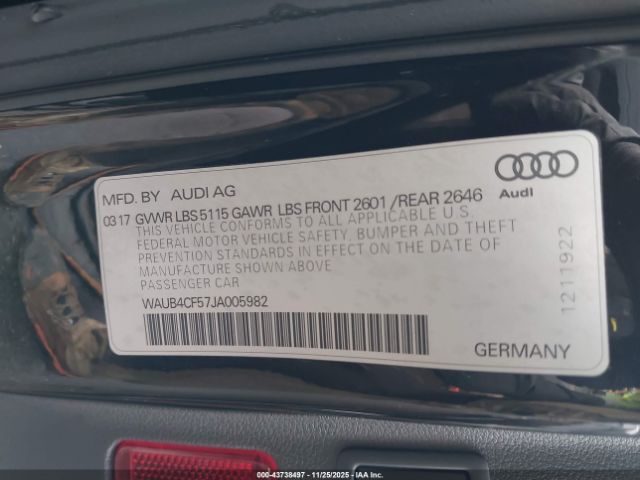 MFD. BY AUDI AG
Audi
0317 GVWR LBS 5115 GAWR LBS FRONT 2601 /REAR 2646
THIS VEHICLE CONFORMS TO ALL APPLICABLE U.S.
FEDERAL MOTOR VEHICLE SAFETY, BUMPER AND THEFT
PREVENTION STANDARDS IN EFFECT ON THE DATE OF
MANUFACTURE SHOWN ABOVE
PASSENGER CAR
WAUB4CF57JA005982
1211922
GERMANY
000-43738497 - 11/25/2025 - IAAI.COM